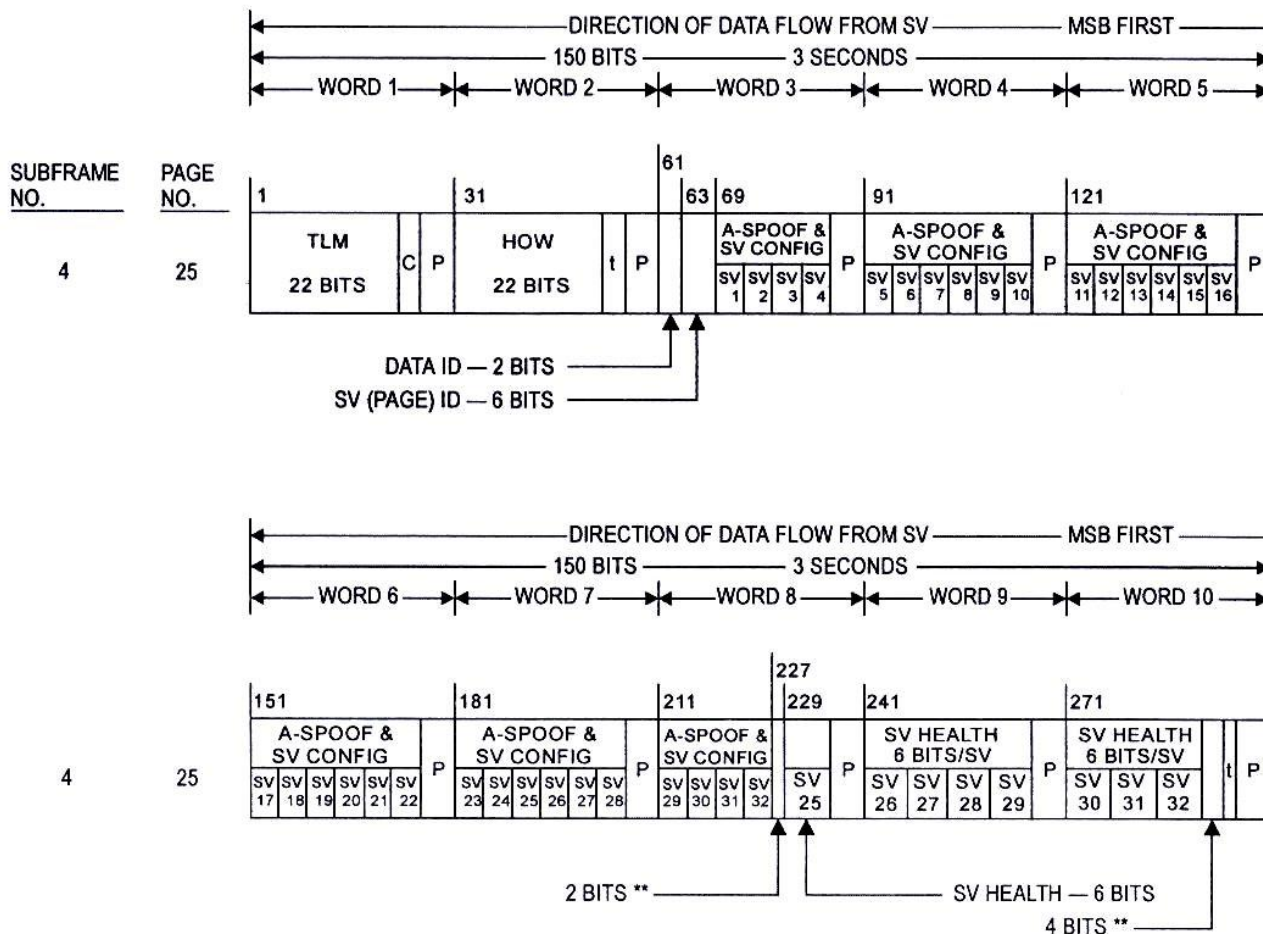 DIRECTION OF DATA FLOW FROM SV MSB FIRST
150 BITS 3 SECONDS
WORD 1 WORD 2 WORD 3 WORD 4 WORD 5
SUBFRAME NO. PAGE NO.
61
1 31 63 69 91 121
4 25
TLM 22 BITS C P
HOW 22 BITS t P
A-SPOOF & SV CONFIG
SV 1 SV 2 SV 3 SV 4 P
A-SPOOF & SV CONFIG
SV 5 SV 6 SV 7 SV 8 SV 9 SV 10 P
A-SPOOF & SV CONFIG
SV 11 SV 12 SV 13 SV 14 SV 15 SV 16 P
DATA ID — 2 BITS
SV (PAGE) ID — 6 BITS
DIRECTION OF DATA FLOW FROM SV MSB FIRST
150 BITS 3 SECONDS
WORD 6 WORD 7 WORD 8 WORD 9 WORD 10
227
151 181 211 229 241 271
4 25
A-SPOOF & SV CONFIG
SV 17 SV 18 SV 19 SV 20 SV 21 SV 22 P
A-SPOOF & SV CONFIG
SV 23 SV 24 SV 25 SV 26 SV 27 SV 28 P
A-SPOOF & SV CONFIG
SV 29 SV 30 SV 31 SV 32
SV 25 P
SV HEALTH 6 BITS/SV
SV 26 SV 27 SV 28 SV 29 P
SV HEALTH 6 BITS/SV
SV 30 SV 31 SV 32 t P
2 BITS ** SV HEALTH — 6 BITS
4 BITS **